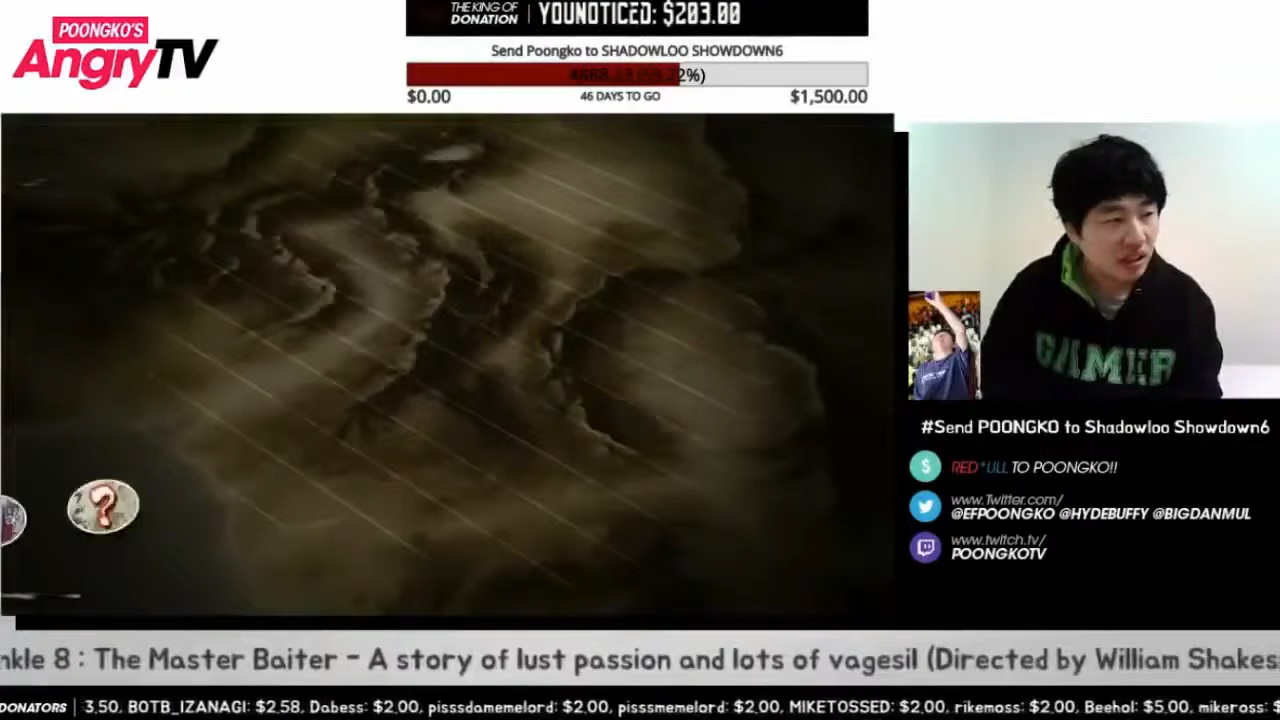 POONGKO'S
AngryTV
THE KING OF
DONATION
YOUNOTICED: $203.00
Send Poongko to SHADOWLOO SHOWDOWN6
$0.00
46 DAYS TO GO
$1,500.00
GAMER
#Send POONGKO to Shadowloo Showdown6
$
RED*ULL TO POONGKO!!
www.Twitter.com/
@EFPOONGKO @HYDEBUFFY @BIGDANMUL
www.twitch.tv/
POONGKOTV
?
nkle 8 : The Master Baiter - A story of lust passion and lots of vagesil (Directed by William Shakes
DONATORS 3.50, BOTB_IZANAGI: $2.58, Dabess: $2.00, pisssdamemelord: $2.00, pisssmemelord: $2.00, MIKETOSSED: $2.00, rikemoss: $2.00, Beehol: $5.00, mikeross: $